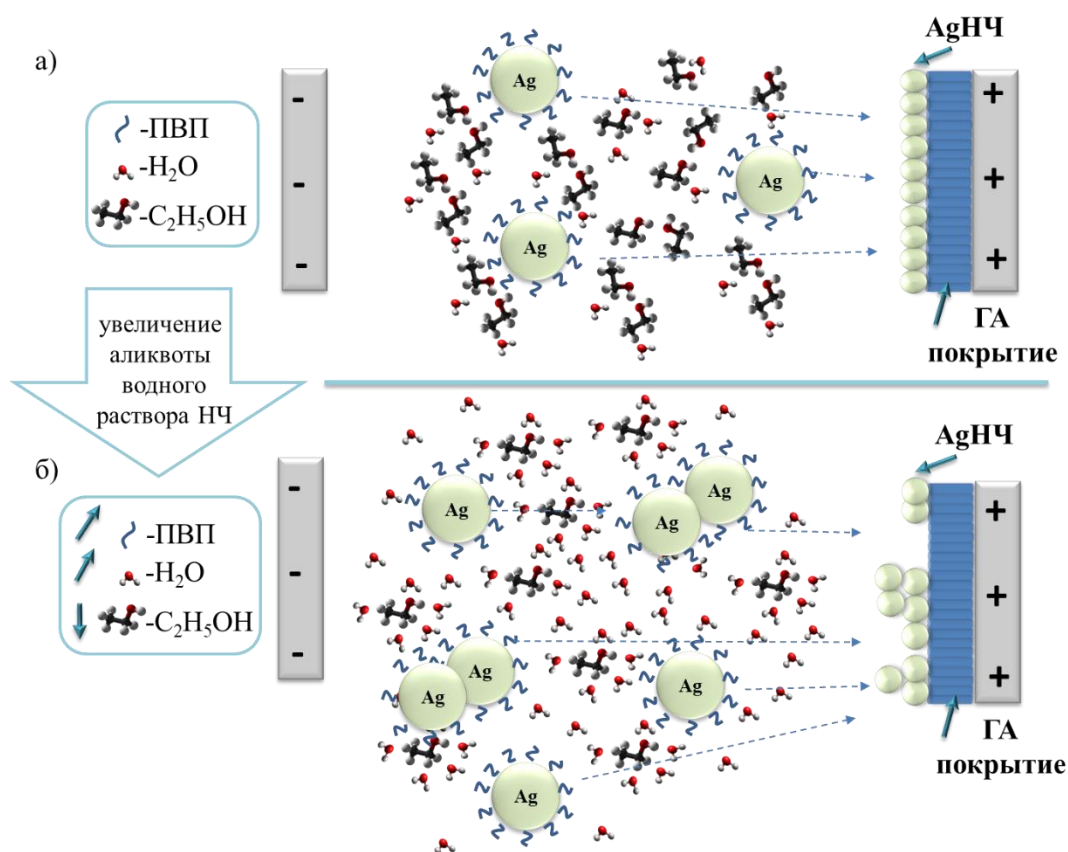 а)
-
-
-
-ПВП
-H₂O
-C₂H₅OH
Ag
Ag
Ag
AgНЧ
+
+
+
ГА
покрытие
увеличение
аликвоты
водного
раствора НЧ
б)
-
-
-
-ПВП
-H₂O
-C₂H₅OH
Ag
Ag
Ag
Ag
Ag
Ag
Ag
AgНЧ
+
+
+
ГА
покрытие